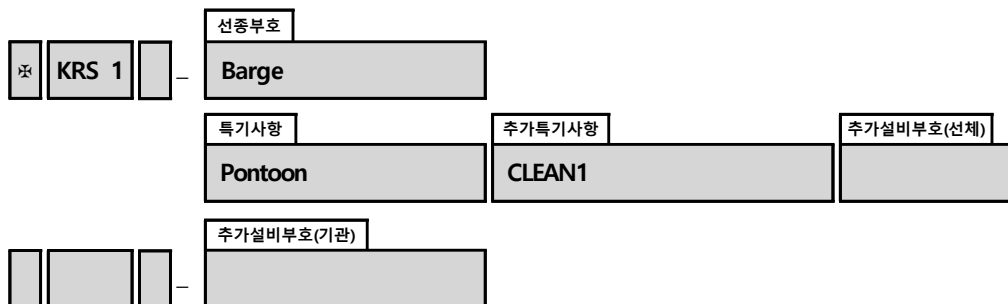 선종부호
✠ KRS 1 – Barge
특기사항 추가특기사항 추가설비부호(선체)
Pontoon CLEAN1
추가설비부호(기관)
–